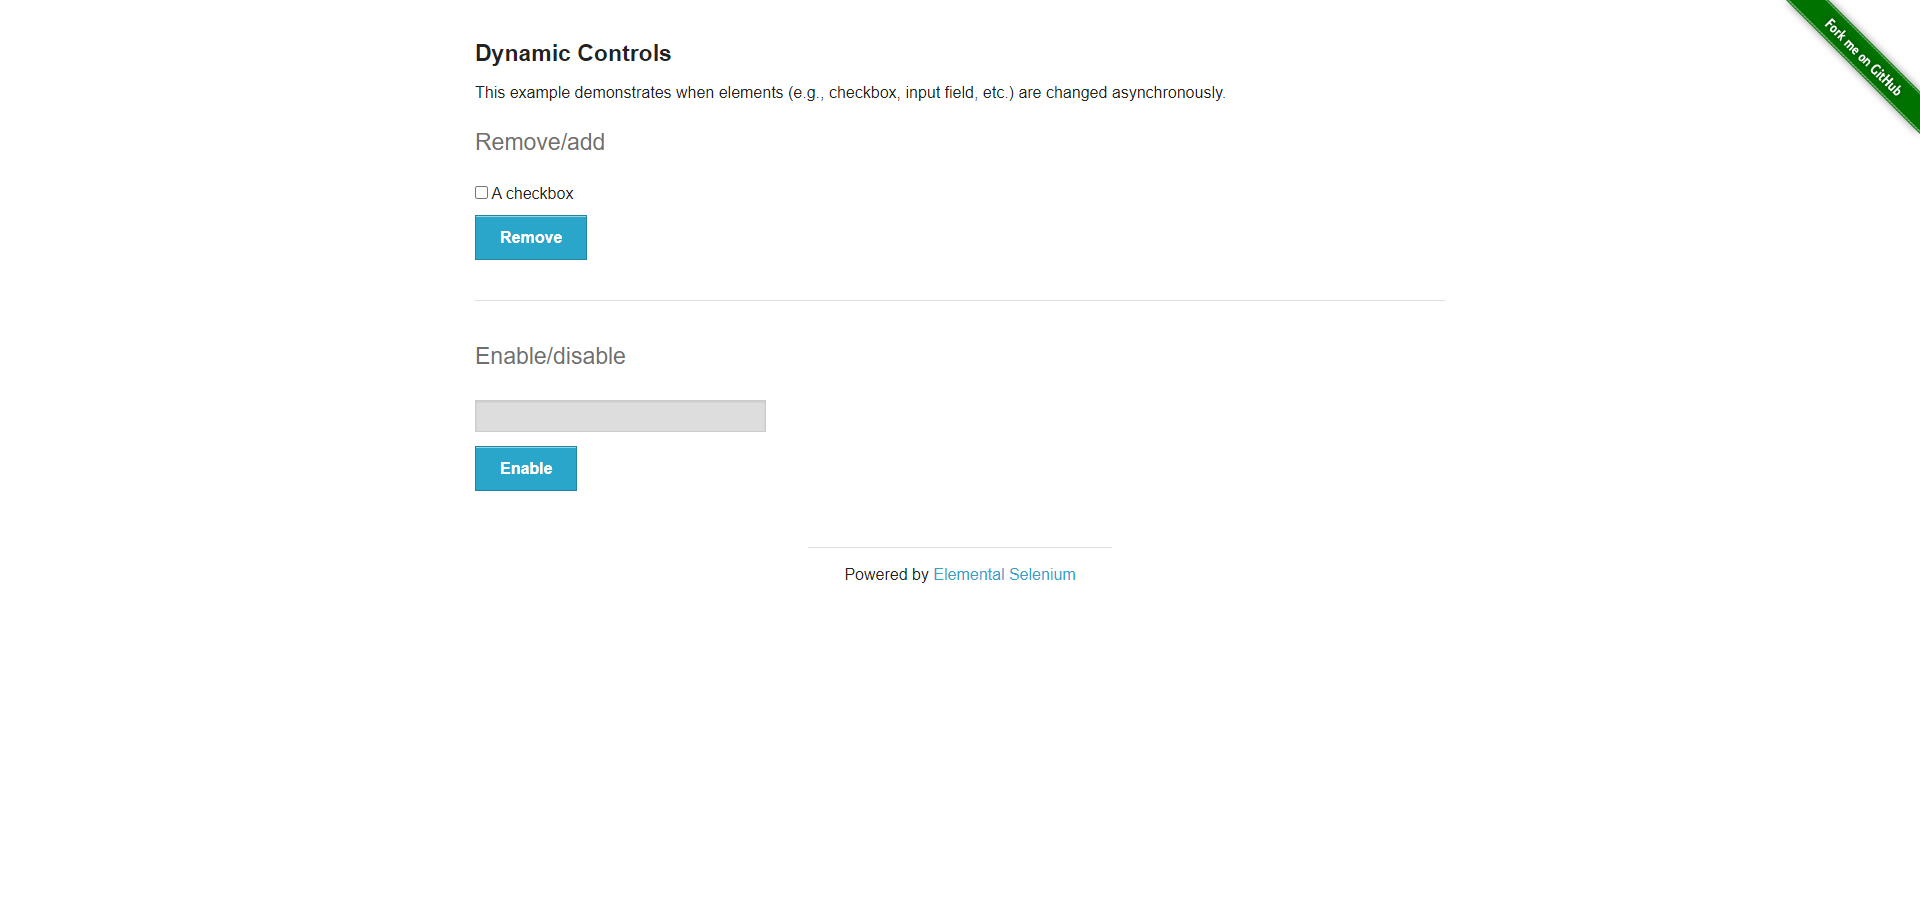 Fork me on GitHub
Dynamic Controls
This example demonstrates when elements (e.g., checkbox, input field, etc.) are changed asynchronously.
Remove/add
A checkbox
Remove
Enable/disable
Enable
Powered by Elemental Selenium